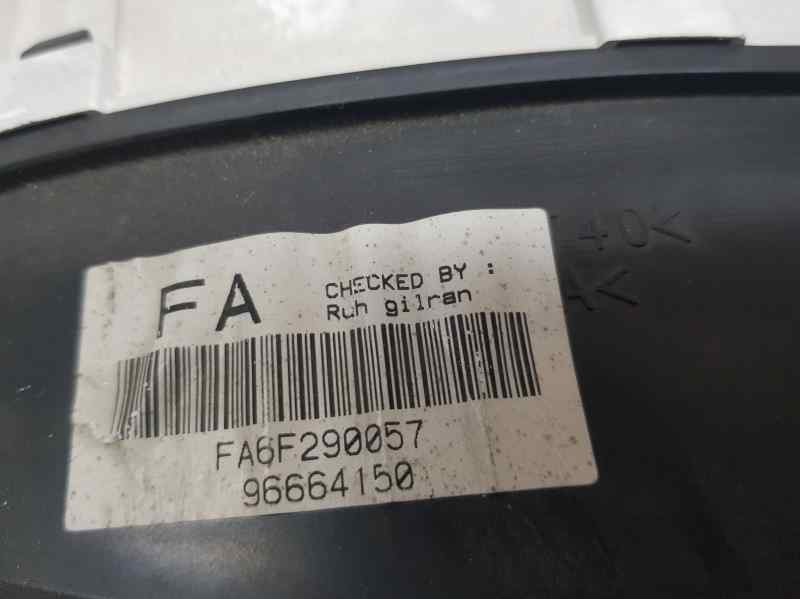 FA
CHECKED BY :
Ruh gilran
FA6F290057
96664150